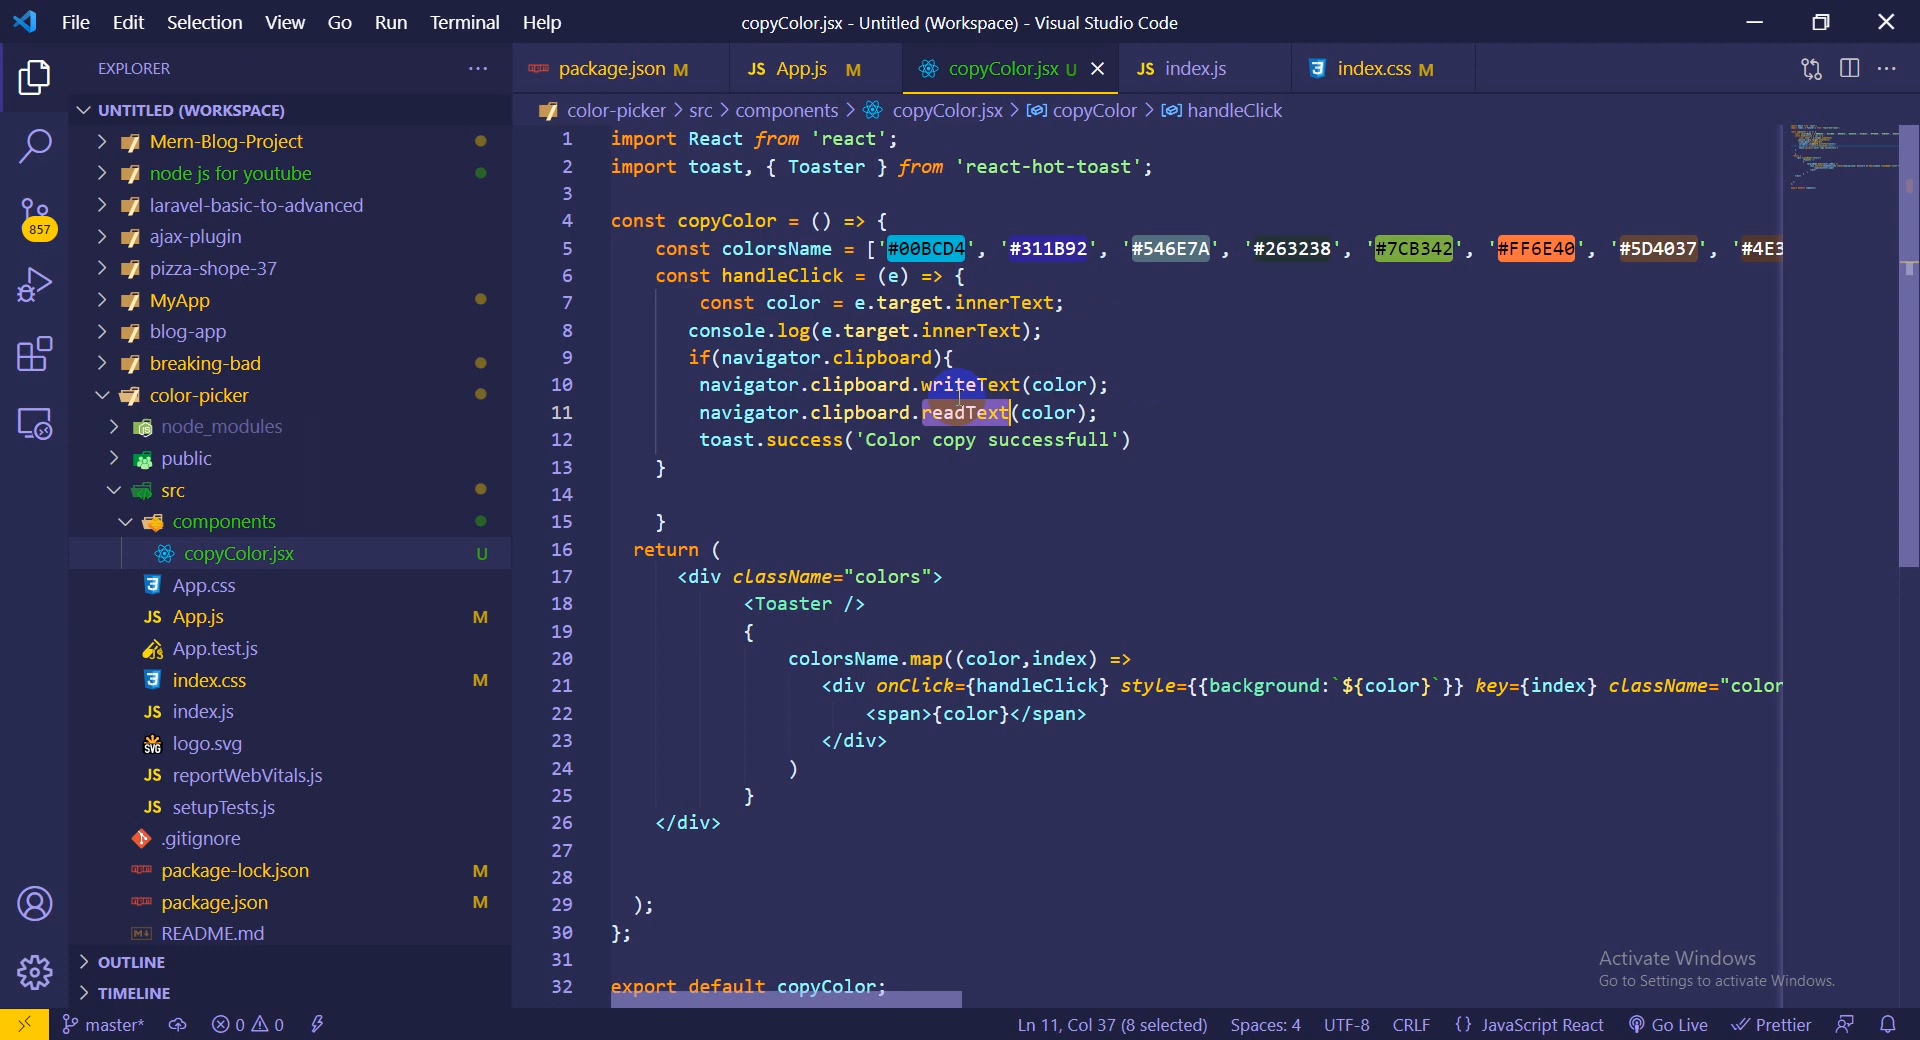 File Edit Selection View Go Run Terminal Help
copyColor.jsx - Untitled (Workspace) - Visual Studio Code
EXPLORER
UNTITLED (WORKSPACE)
Mern-Blog-Project
node js for youtube
laravel-basic-to-advanced
ajax-plugin
pizza-shope-37
MyApp
blog-app
breaking-bad
color-picker
node_modules
public
src
components
copyColor.jsx U
App.css
JS App.js M
App.test.js
index.css M
JS index.js
logo.svg
JS reportWebVitals.js
JS setupTests.js
.gitignore
package-lock.json M
package.json M
README.md
OUTLINE
TIMELINE
857
package.json M
JS App.js M
copyColor.jsx U
JS index.js
index.css M
color-picker > src > components > copyColor.jsx > copyColor > handleClick
1 import React from 'react';
2 import toast, { Toaster } from 'react-hot-toast';
3
4 const copyColor = () => {
5 const colorsName = ['#00BCD4', '#311B92', '#546E7A', '#263238', '#7CB342', '#FF6E40', '#5D4037', '#4E3
6 const handleClick = (e) => {
7 const color = e.target.innerText;
8 console.log(e.target.innerText);
9 if(navigator.clipboard){
10 navigator.clipboard.writeText(color);
11 navigator.clipboard.readText(color);
12 toast.success('Color copy successfull')
13 }
14
15 }
16 return (
17 <div className="colors">
18 <Toaster />
19 {
20 colorsName.map((color,index) =>
21 <div onClick={handleClick} style={{background:`${color}`}} key={index} className="color
22 <span>{color}</span>
23 </div>
24 )
25 }
26 </div>
27
28
29 );
30 };
31
32 export default copyColor;
Activate Windows
Go to Settings to activate Windows.
master* 0 0
Ln 11, Col 37 (8 selected) Spaces: 4 UTF-8 CRLF {} JavaScript React Go Live Prettier